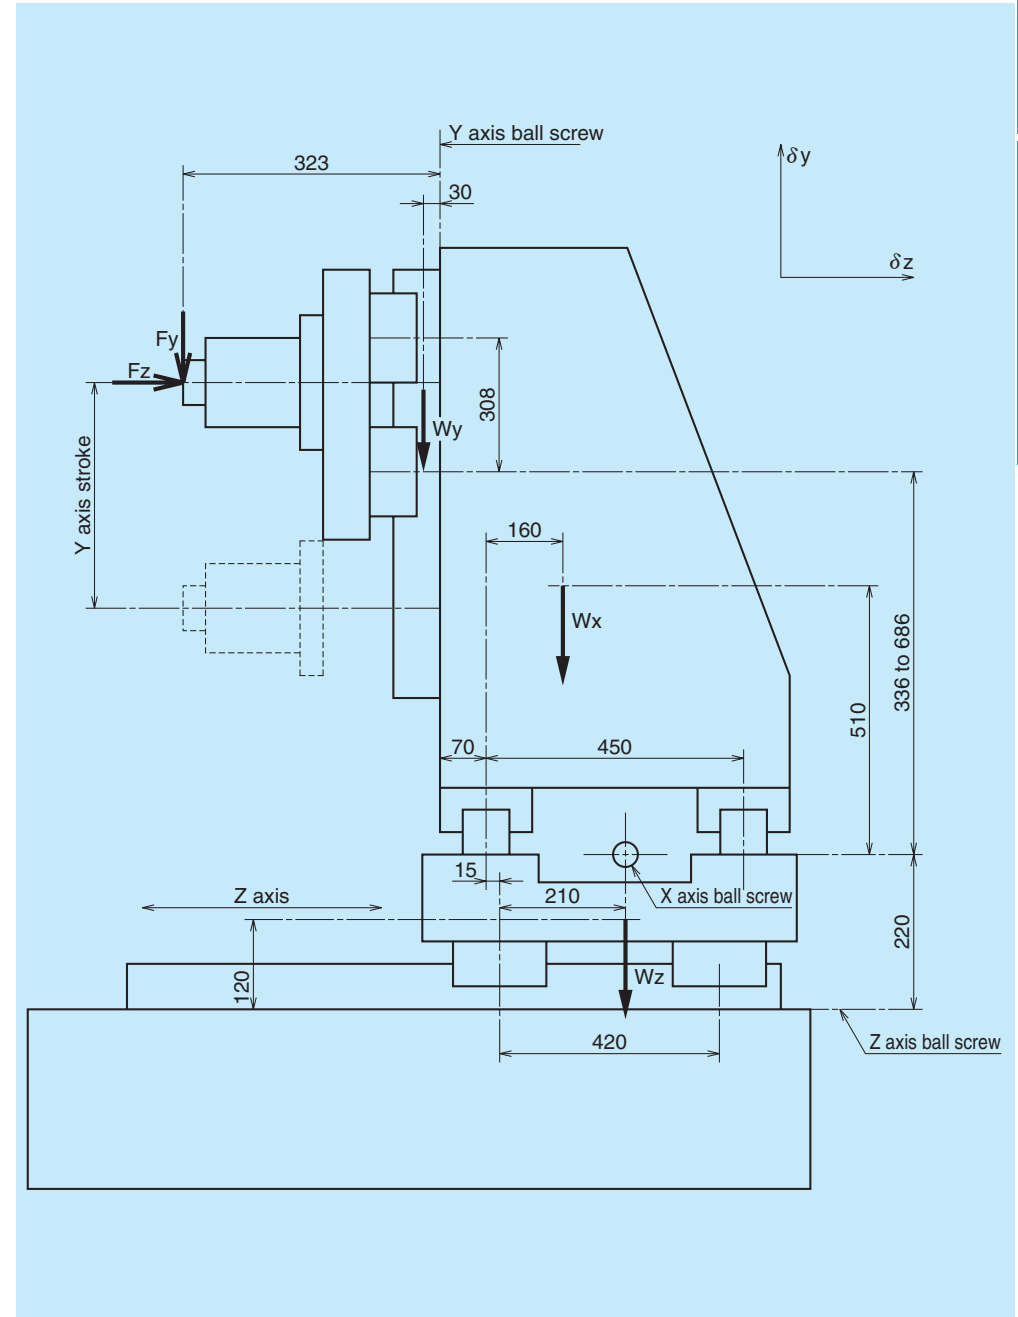 Y axis ball screw
323
30
δy
δz
Fy
Fz
308
Wy
Y axis stroke
160
Wx
336 to 686
510
70
450
15
X axis ball screw
Z axis
210
220
120
Wz
420
Z axis ball screw